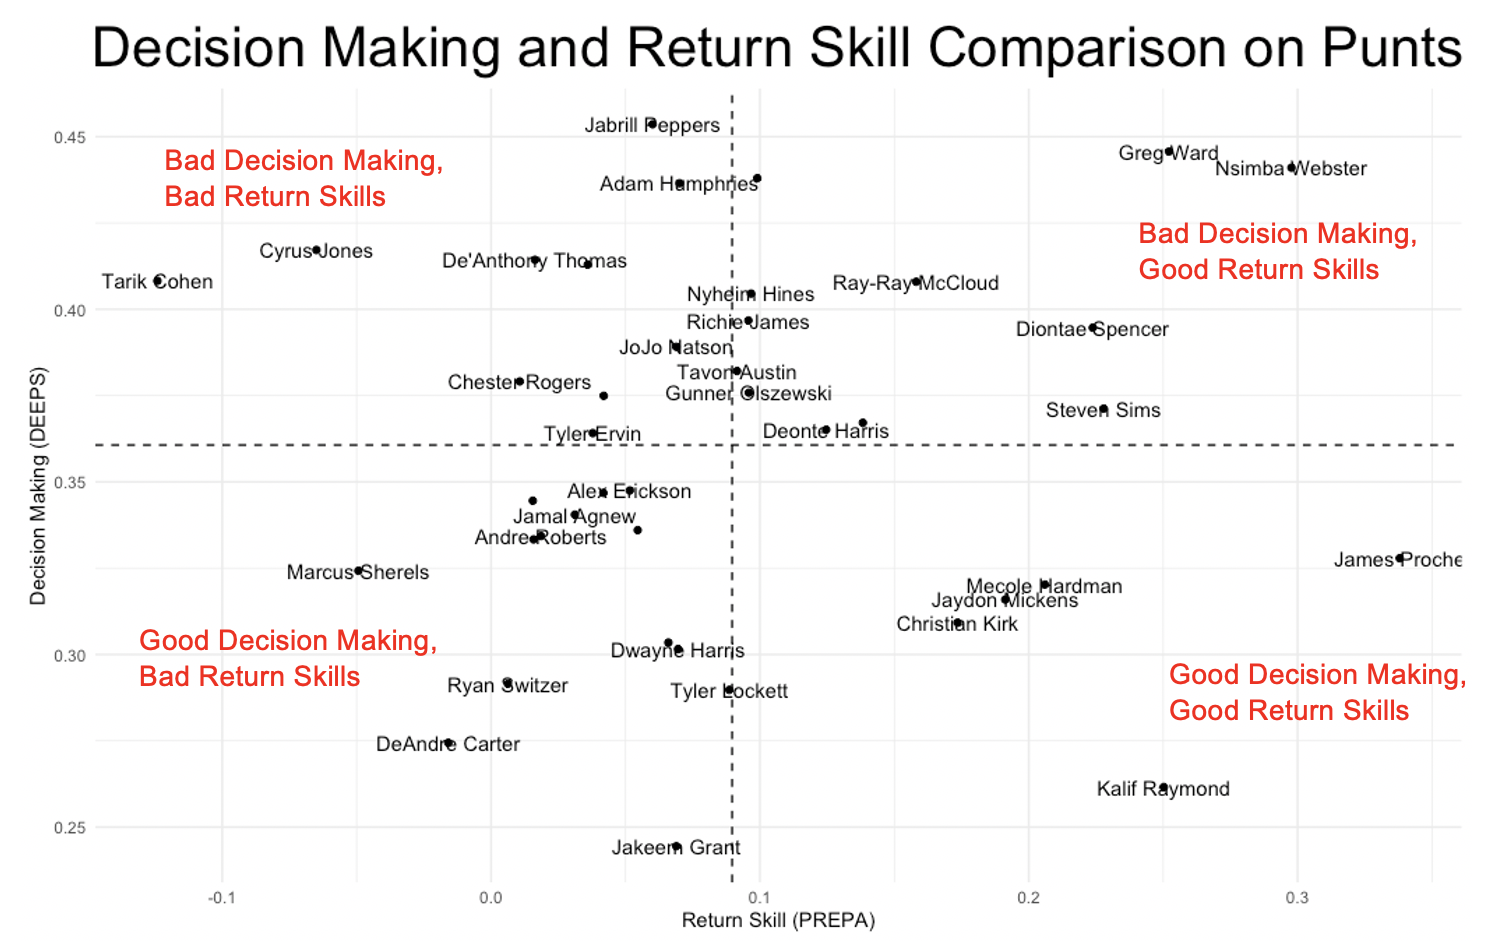 Decision Making and Return Skill Comparison on Punts
0.45
0.40
0.35
0.30
0.25
Decision Making (DEEPS)
Jabrill Peppers
Bad Decision Making,
Bad Return Skills
Greg Ward
Nsimba Webster
Adam Humphries
Bad Decision Making,
Good Return Skills
Cyrus Jones
De'Anthony Thomas
Tarik Cohen
Ray-Ray McCloud
Nyheim Hines
Richie James
Diontae Spencer
JoJo Natson
Tavon Austin
Chester Rogers
Gunner Olszewski
Steven Sims
Tyler Ervin
Deonte Harris
Alex Erickson
Jamal Agnew
Andre Roberts
James Proche
Marcus Sherels
Mecole Hardman
Jaydon Mickens
Christian Kirk
Good Decision Making,
Bad Return Skills
Dwayne Harris
Good Decision Making,
Good Return Skills
Ryan Switzer
Tyler Lockett
DeAndre Carter
Kalif Raymond
Jakeem Grant
-0.1
0.0
0.1
0.2
0.3
Return Skill (PREPA)